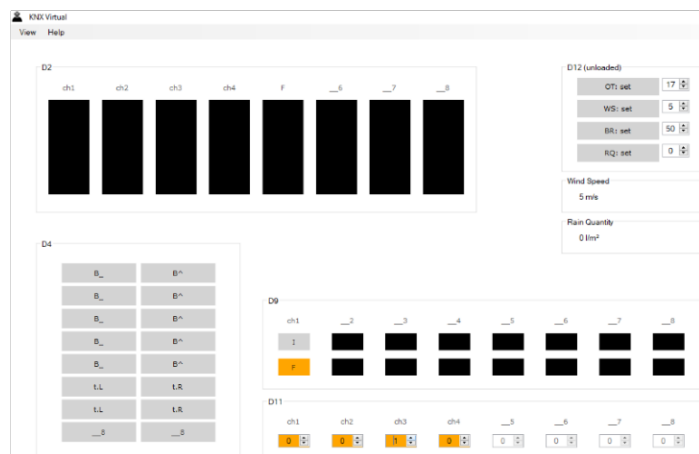 KNX Virtual
View Help
D2
ch1 ch2 ch3 ch4 F __6 __7 __8
D12 (unloaded)
OT: set 17
WS: set 5
BR: set 50
RQ: set 0
Wind Speed
5 m/s
Rain Quantity
0 l/m²
D4
B_ B^
B_ B^
B_ B^
B_ B^
B_ B^
t.L t.R
t.L t.R
__8 __8
D9
ch1 __2 __3 __4 __5 __6 __7 __8
I
F
D11
ch1 ch2 ch3 ch4 __5 __6 __7 __8
0 0 1 0 0 0 0 0